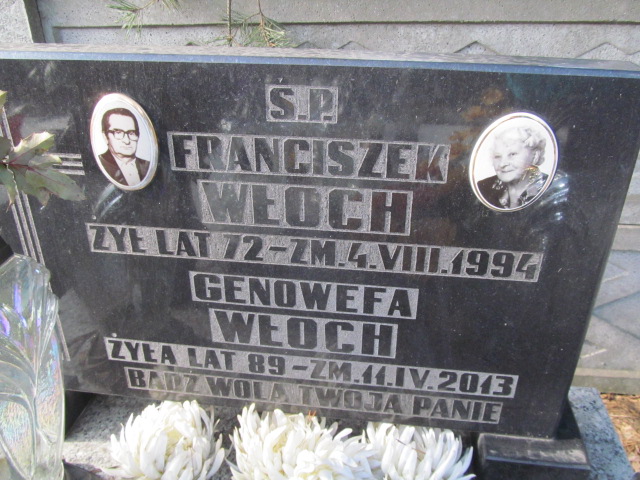 Ś.P.
FRANCISZEK
WŁOCH
ŻYŁ LAT 72-ZM.4.VIII.1994
GENOWEFA
WŁOCH
ŻYŁA LAT 89-ZM.11.IV.2013
BĄDŹ WOLA TWOJA PANIE